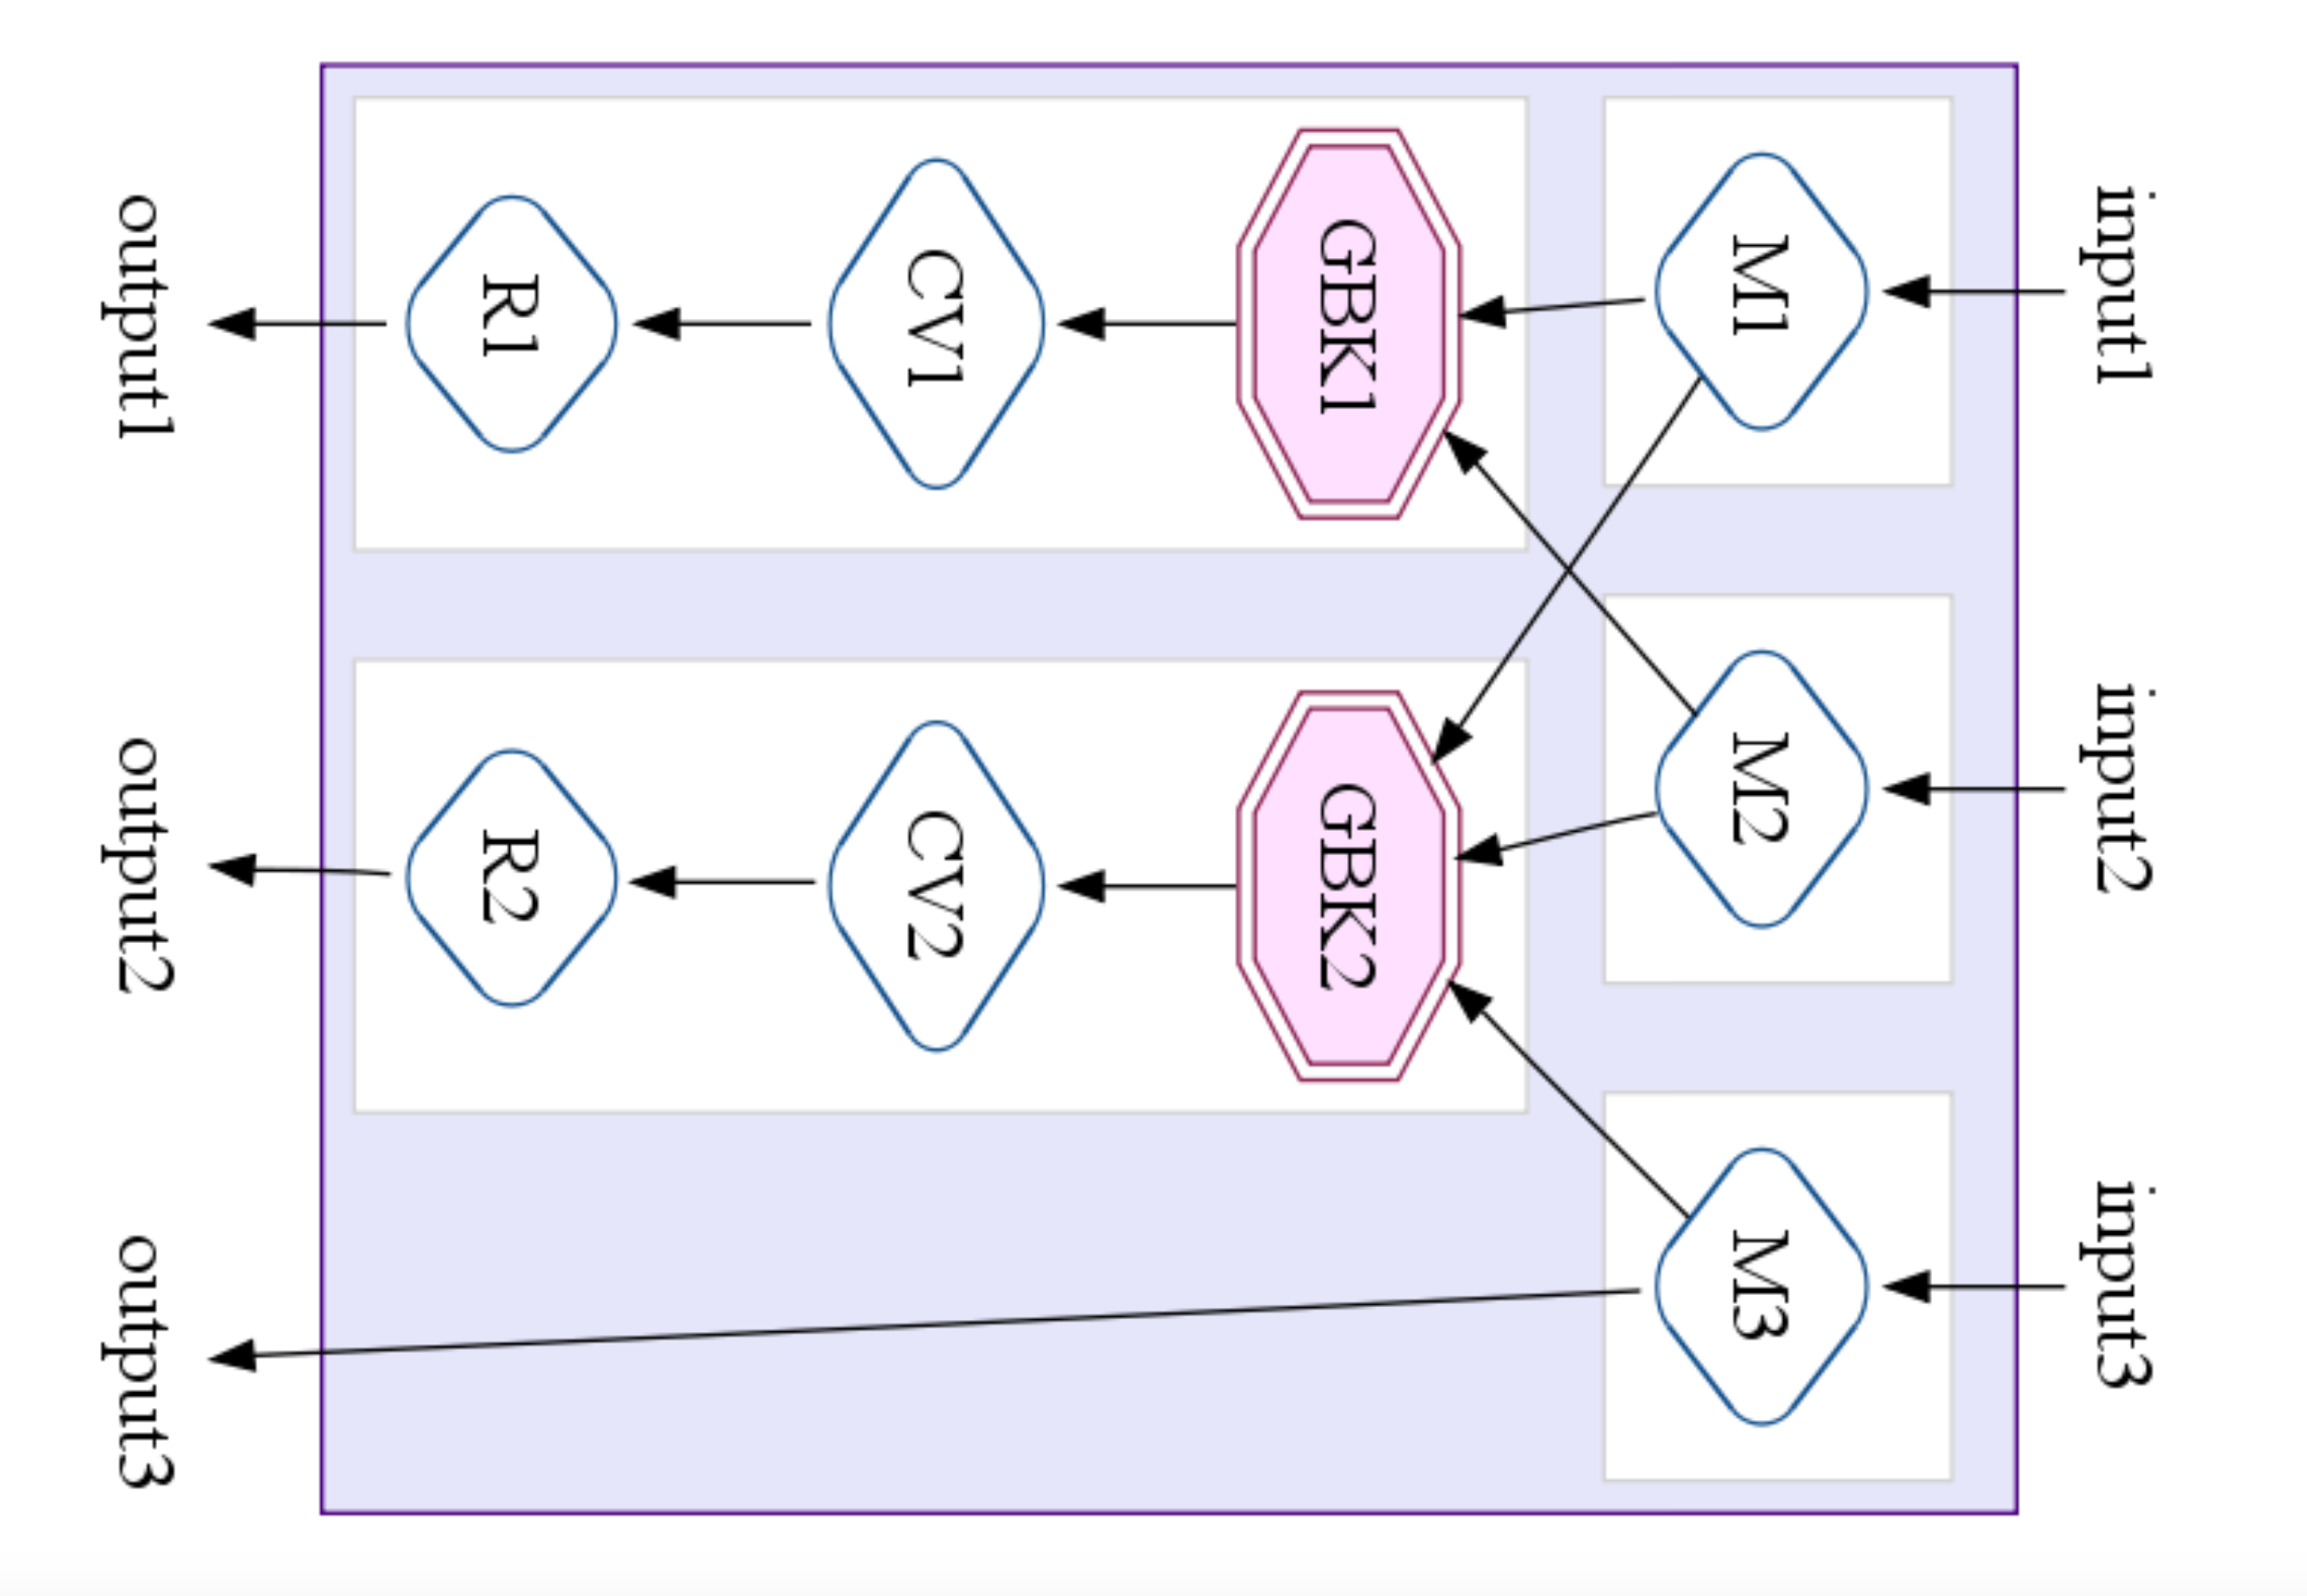 input1
input2
input3
M1
M2
M3
GBK1
GBK2
CV1
CV2
R1
R2
output1
output2
output3